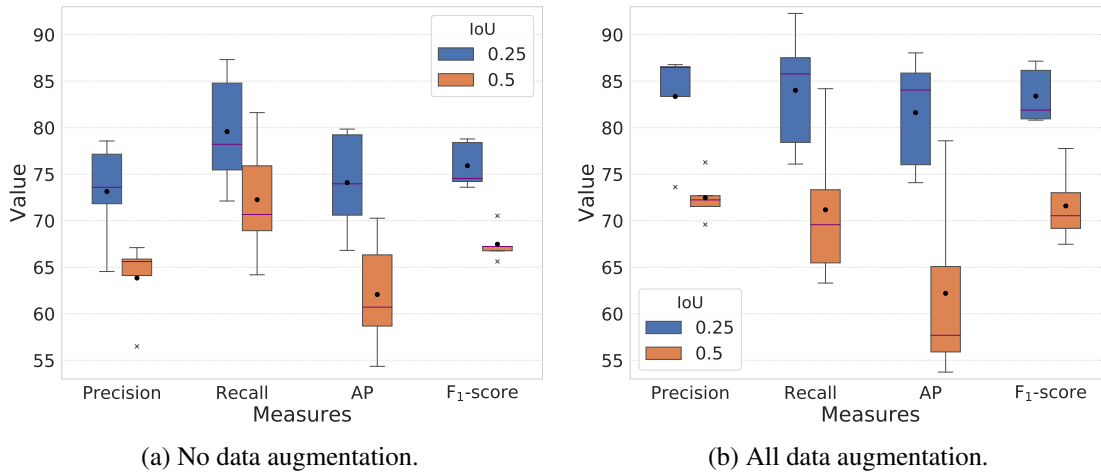 IoU
0.25
0.5
90
85
80
75
70
65
60
55
Value
Precision Recall AP F₁-score
Measures
(a) No data augmentation.
90
85
80
75
70
65
60
55
Value
IoU
0.25
0.5
Precision Recall AP F₁-score
Measures
(b) All data augmentation.